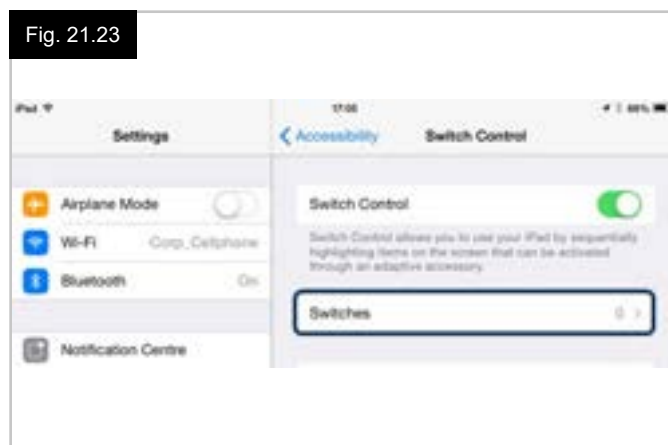 Fig. 21.23
iPad 17:05
Settings
Accessibility Switch Control
Airplane Mode
Switch Control
Wi-Fi Corp_Cellphone
Switch Control allows you to use your iPad by sequentially
highlighting items on the screen that can be activated
through an adaptive accessory.
Bluetooth On
Switches 0
Notification Centre